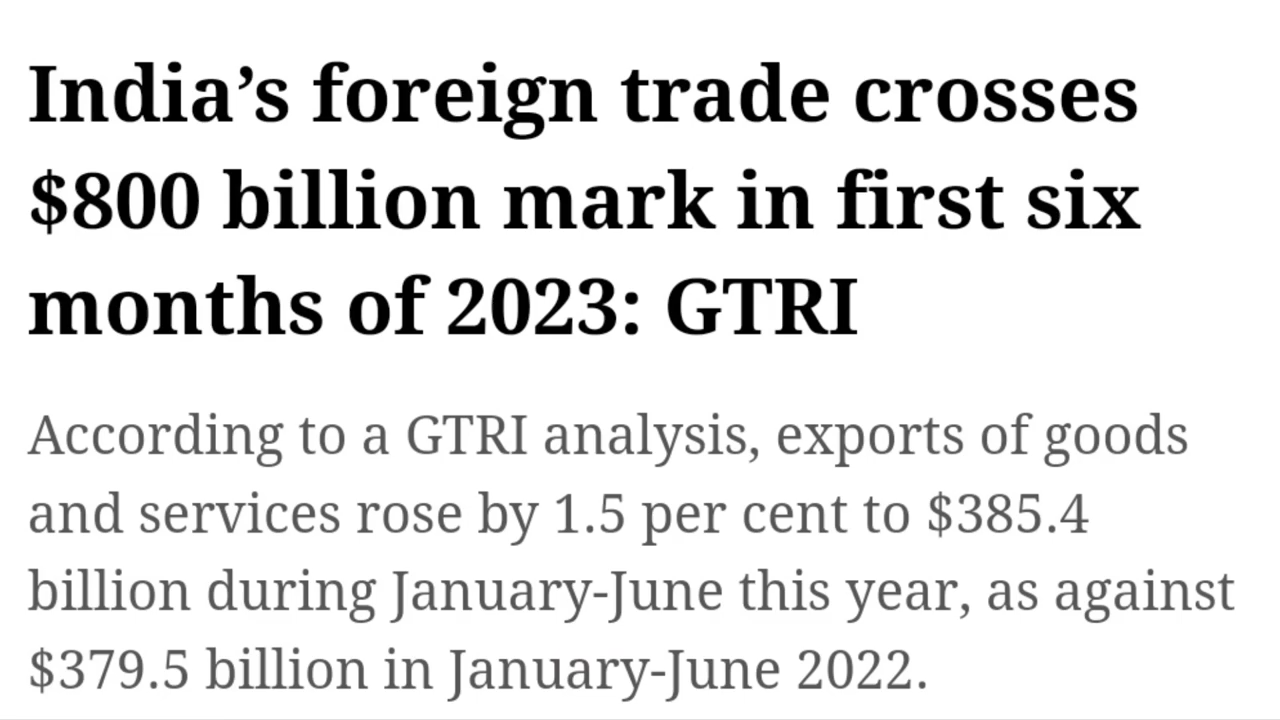 India’s foreign trade crosses
$800 billion mark in first six
months of 2023: GTRI
According to a GTRI analysis, exports of goods
and services rose by 1.5 per cent to $385.4
billion during January-June this year, as against
$379.5 billion in January-June 2022.